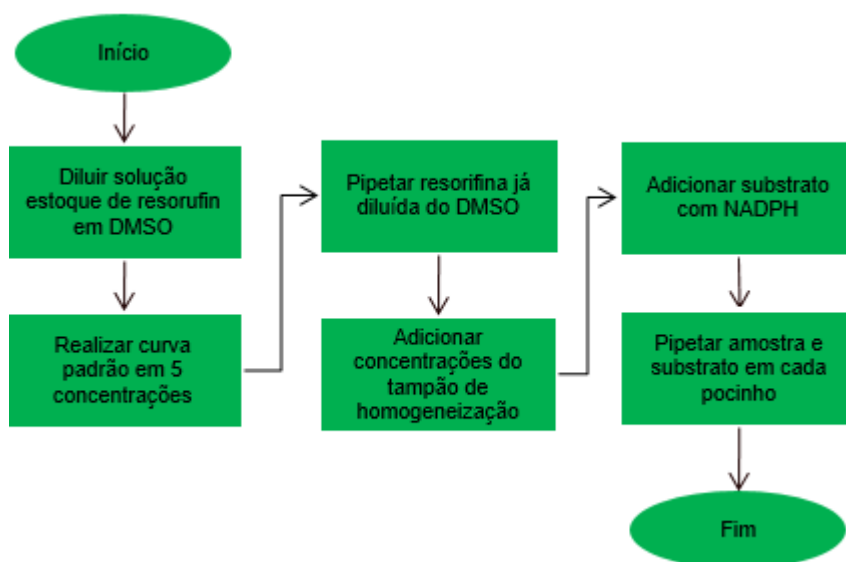 Início
Diluir solução
estoque de resorufin
em DMSO
Realizar curva
padrão em 5
concentrações
Pipetar resorifina já
diluída do DMSO
Adicionar
concentrações do
tampão de
homogeneização
Adicionar substrato
com NADPH
Pipetar amostra e
substrato em cada
pocinho
Fim